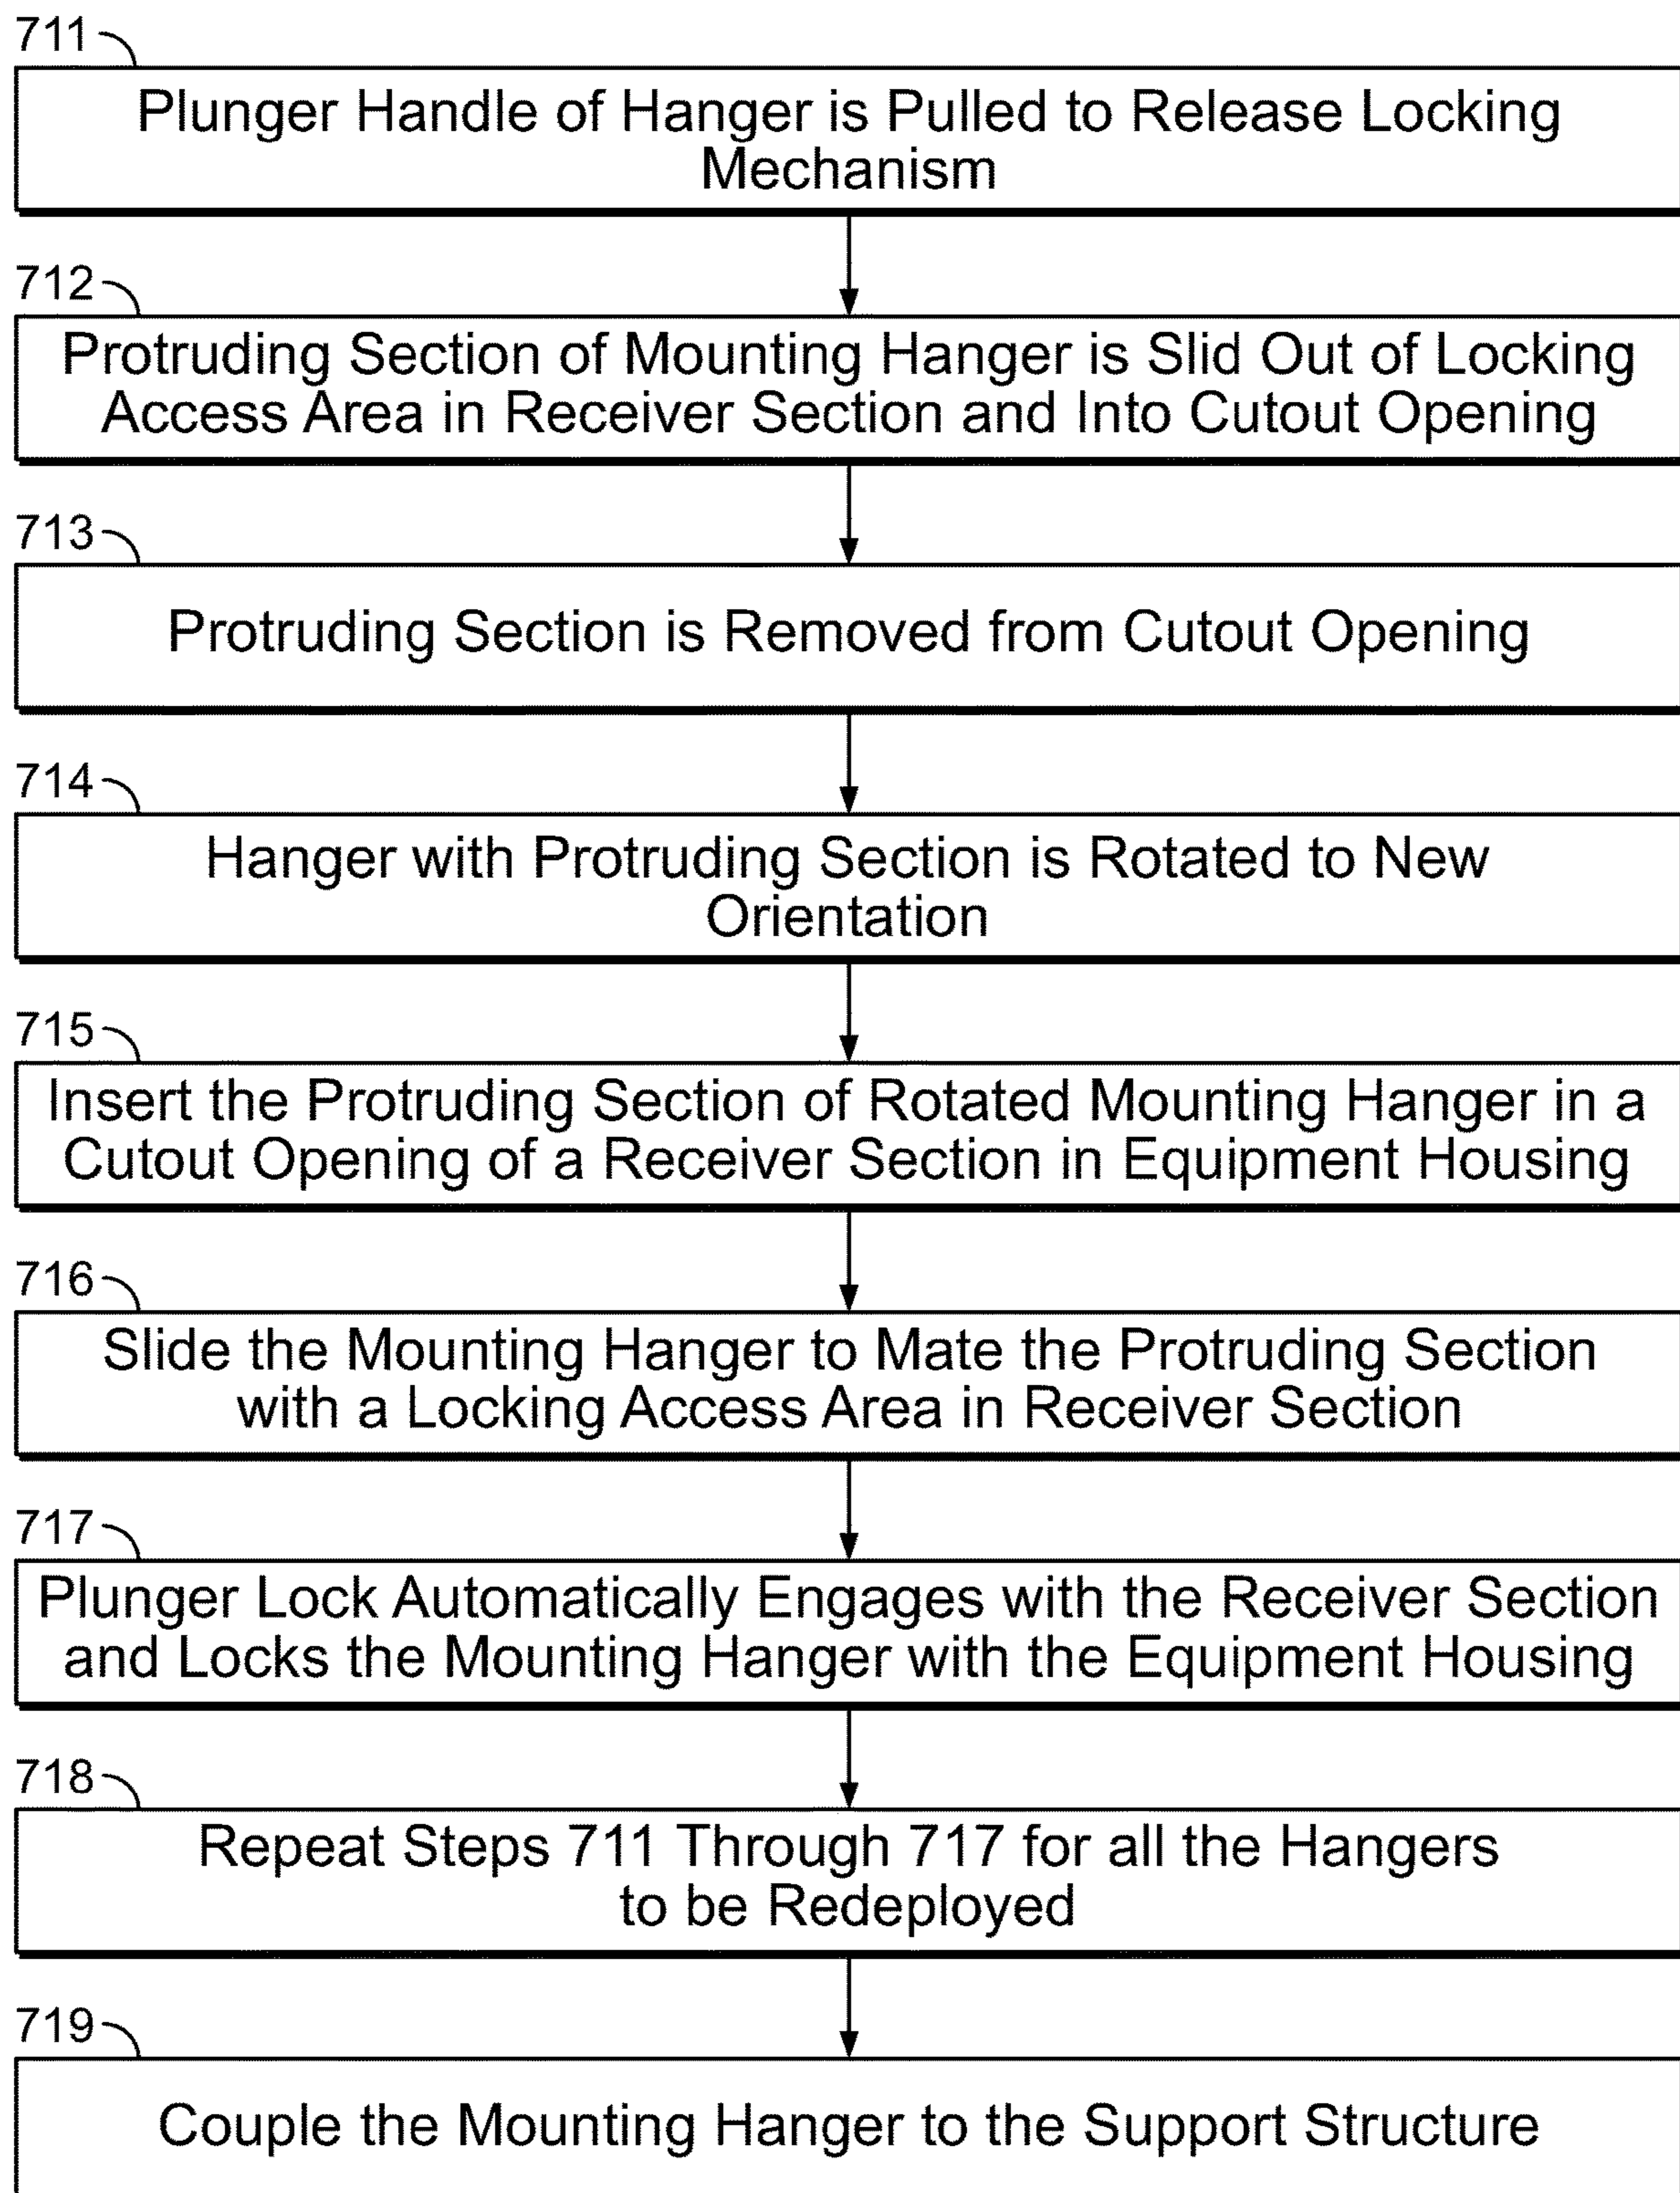 711
Plunger Handle of Hanger is Pulled to Release Locking
Mechanism
712
Protruding Section of Mounting Hanger is Slid Out of Locking
Access Area in Receiver Section and Into Cutout Opening
713
Protruding Section is Removed from Cutout Opening
714
Hanger with Protruding Section is Rotated to New
Orientation
715
Insert the Protruding Section of Rotated Mounting Hanger in a
Cutout Opening of a Receiver Section in Equipment Housing
716
Slide the Mounting Hanger to Mate the Protruding Section
with a Locking Access Area in Receiver Section
717
Plunger Lock Automatically Engages with the Receiver Section
and Locks the Mounting Hanger with the Equipment Housing
718
Repeat Steps 711 Through 717 for all the Hangers
to be Redeployed
719
Couple the Mounting Hanger to the Support Structure